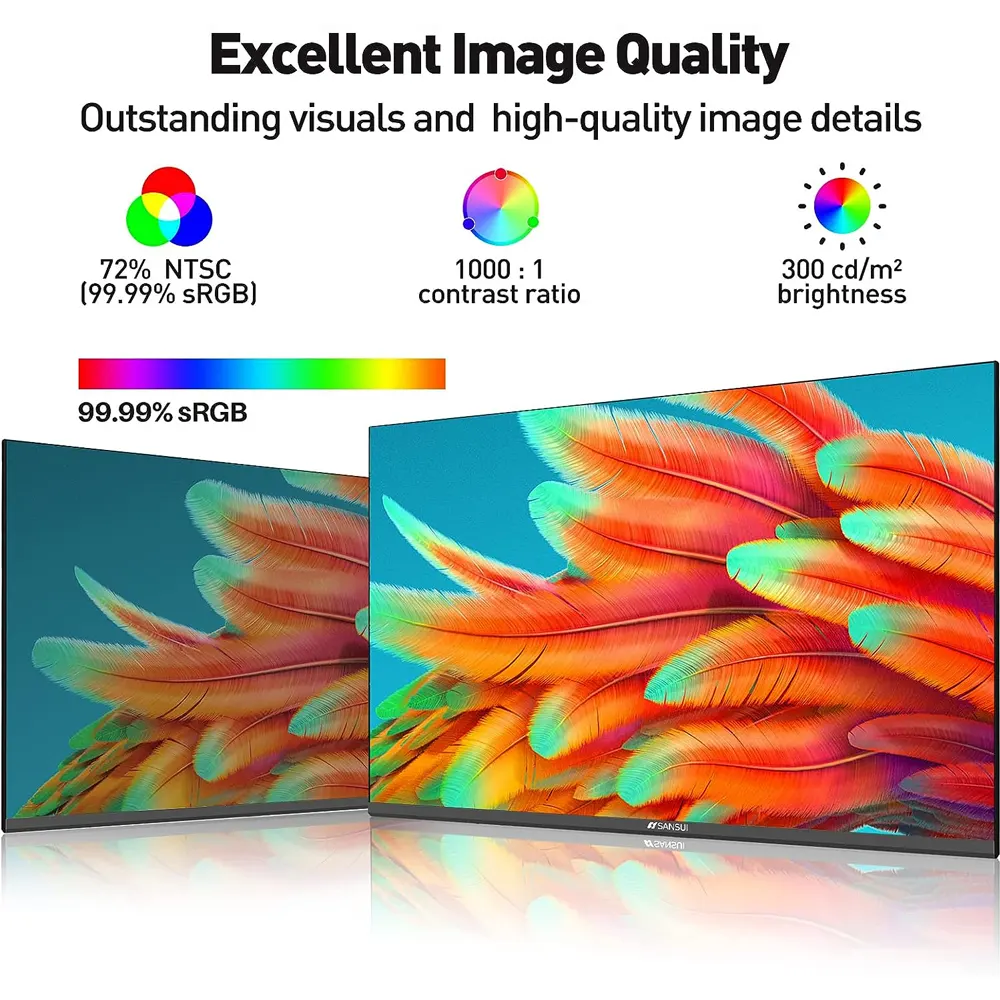 Excellent Image Quality
Outstanding visuals and high-quality image details
72% NTSC
(99.99% sRGB)
1000 : 1
contrast ratio
300 cd/m²
brightness
99.99% sRGB
SANSUI